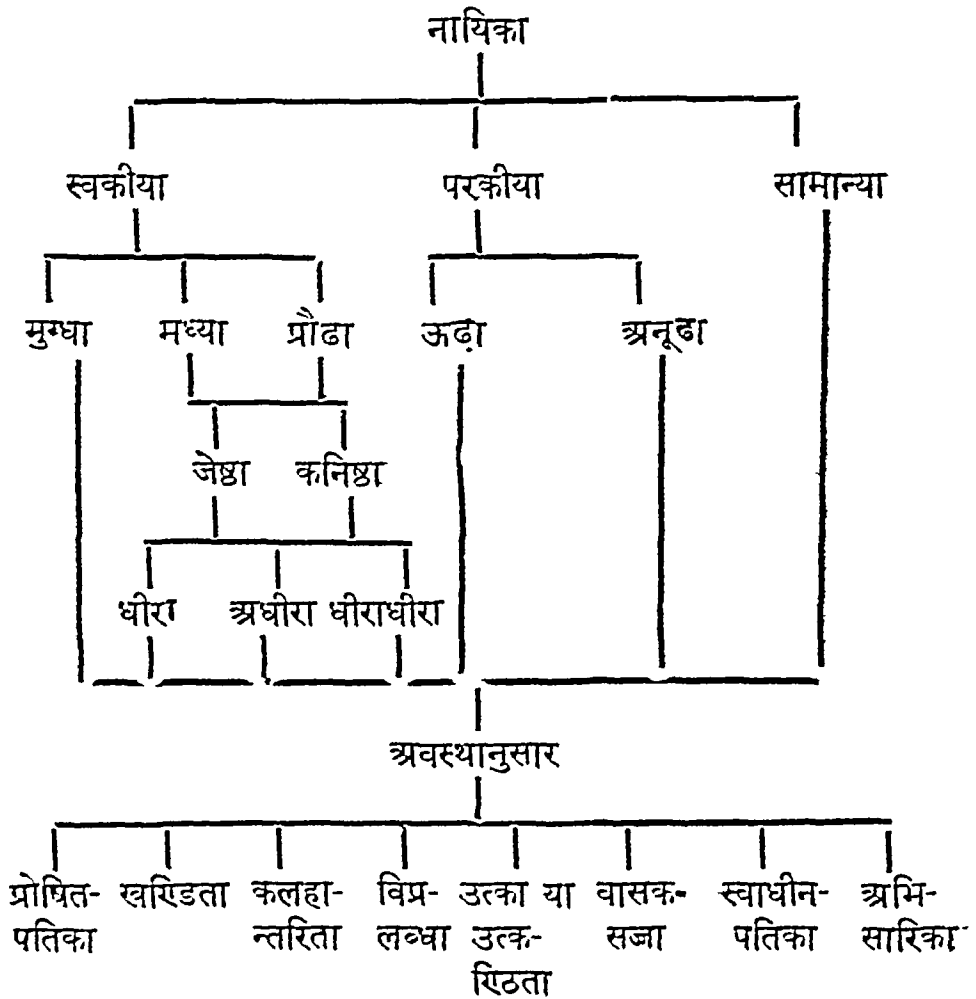 नायिका
स्वकीया परकीया सामान्या
मुग्धा मध्या प्रौढा ऊढ़ा अनूढा
जेष्ठा कनिष्ठा
धीरा अधीरा धीराधीरा
अवस्थानुसार
प्रोषित- खण्डिता कलहा- विप्र- उत्का या वासक- स्वाधीन- अभि-
पतिका न्तरिता लब्धा उत्क- सज्जा पतिका सारिका
ण्ठिता